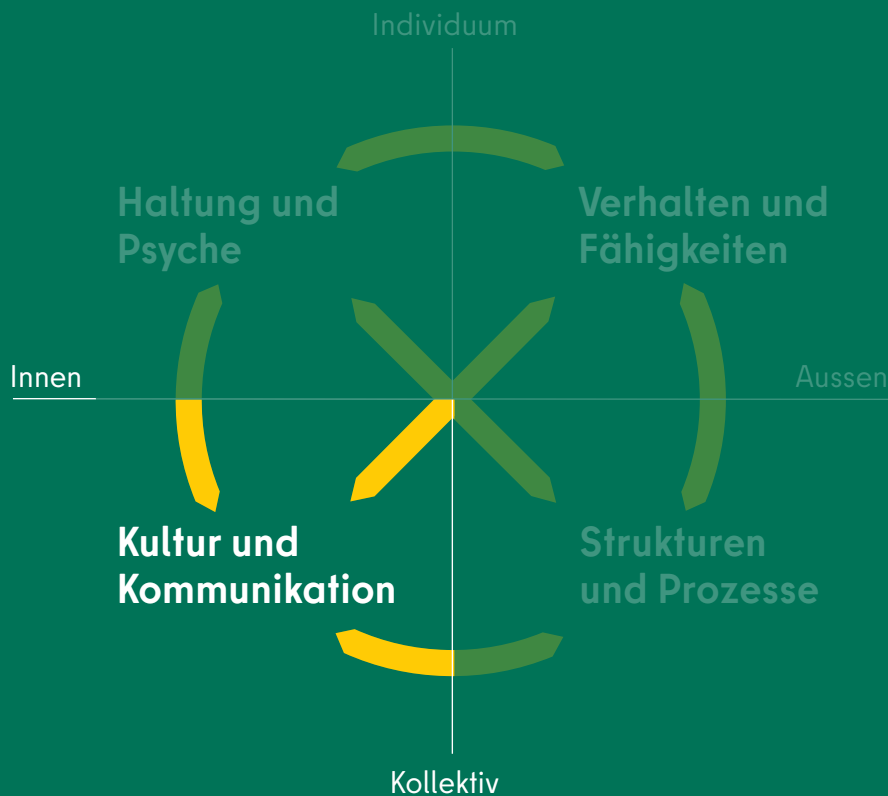 Individuum
Haltung und
Psyche
Verhalten und
Fähigkeiten
Innen
Aussen
Kultur und
Kommunikation
Strukturen
und Prozesse
Kollektiv